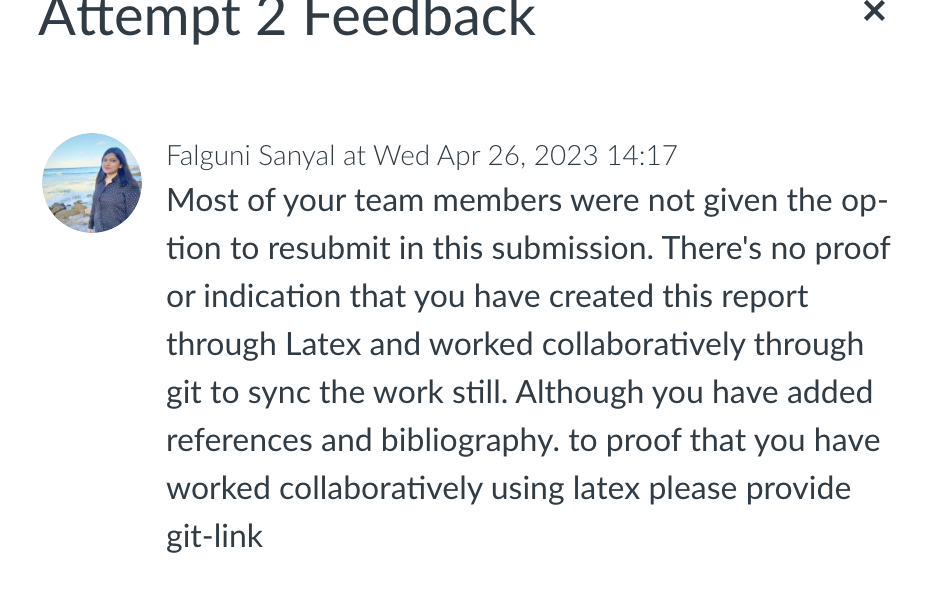 Attempt 2 Feedback
×
Falguni Sanyal at Wed Apr 26, 2023 14:17
Most of your team members were not given the op-
tion to resubmit in this submission. There's no proof
or indication that you have created this report
through Latex and worked collaboratively through
git to sync the work still. Although you have added
references and bibliography. to proof that you have
worked collaboratively using latex please provide
git-link